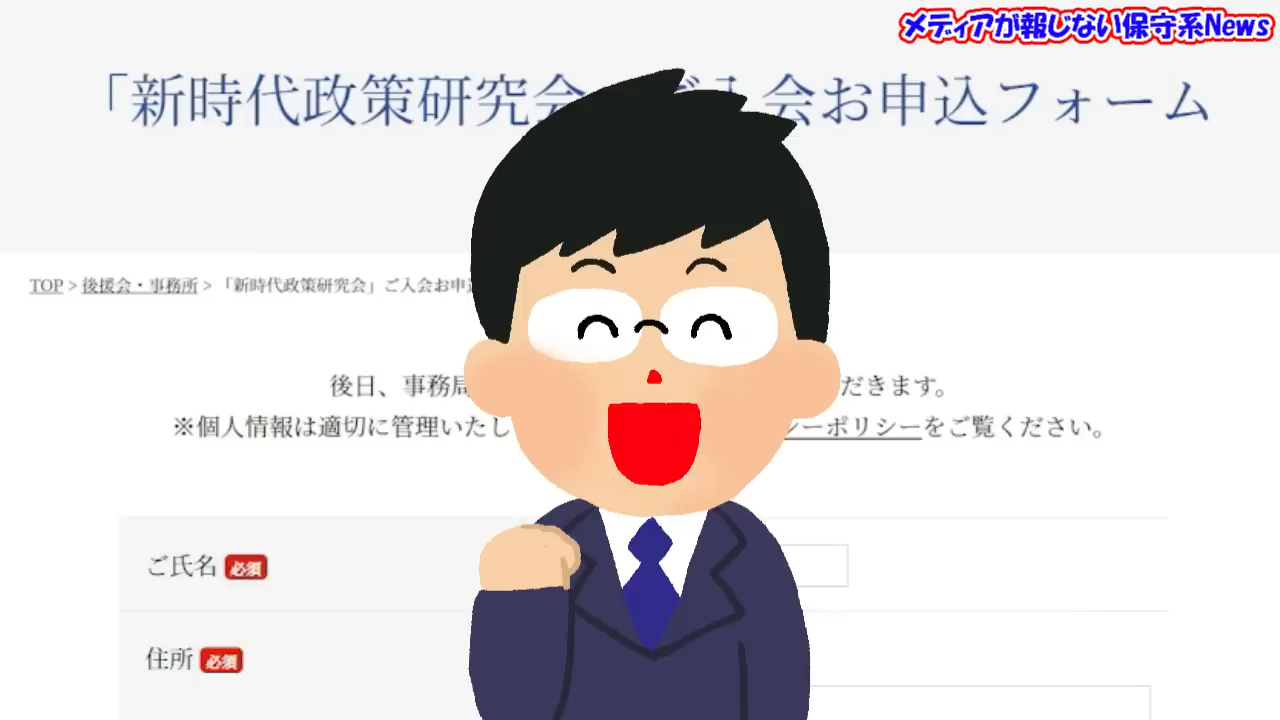 メディアが報じない保守系News
「新時代政策研究会 ご入会お申込フォーム
TOP > 後援会・事務所 > 「新時代政策研究会」ご入会お申
後日、事務局 だきます。
※個人情報は適切に管理いたし シーポリシーをご覧ください。
ご氏名 必須
住所 必須